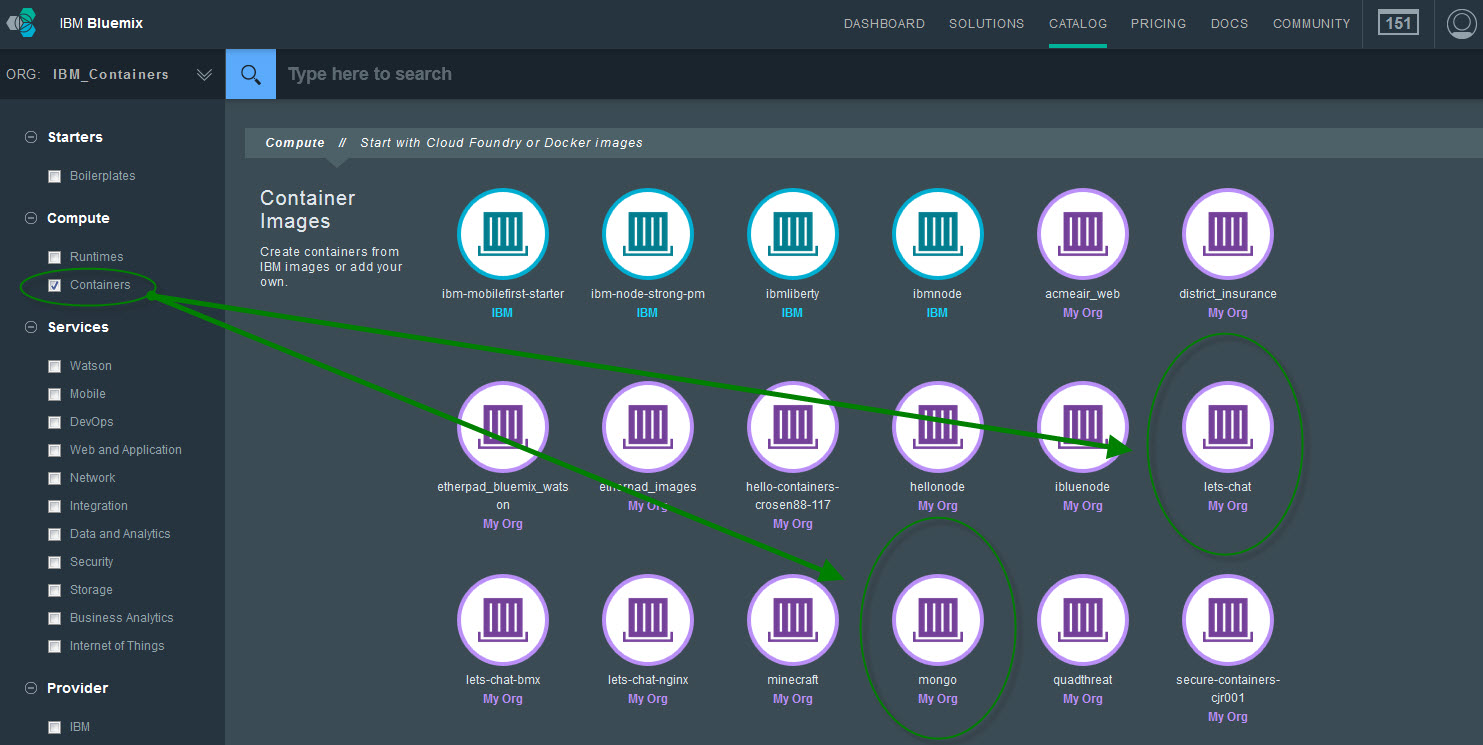 IBM Bluemix
DASHBOARD SOLUTIONS CATALOG PRICING DOCS COMMUNITY 151
ORG: IBM_Containers
Type here to search
Starters
Boilerplates
Compute
Runtimes
Containers
Services
Watson
Mobile
DevOps
Web and Application
Network
Integration
Data and Analytics
Security
Storage
Business Analytics
Internet of Things
Provider
IBM
Compute // Start with Cloud Foundry or Docker images
Container
Images
Create containers from
IBM images or add your
own.
ibm-mobilefirst-starter
IBM
ibm-node-strong-pm
IBM
ibmliberty
IBM
ibmnode
IBM
acmeair_web
My Org
district_insurance
My Org
etherpad_bluemix_wats
on
My Org
etherpad_images
My Org
hello-containers-
crosen88-117
My Org
hellonode
My Org
ibluenode
My Org
lets-chat
My Org
lets-chat-bmx
My Org
lets-chat-nginx
My Org
minecraft
My Org
mongo
My Org
quadthreat
My Org
secure-containers-
cjr001
My Org